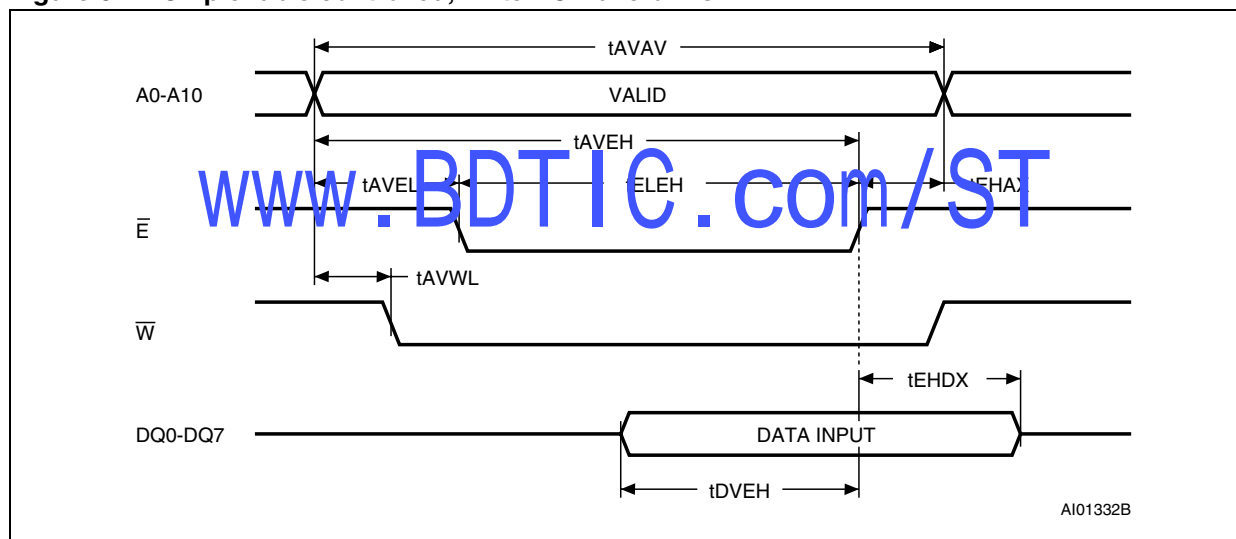 tAVAV
A0-A10
VALID
tAVEH
tAVEL
tELEH
tEHAX
www.BDTIC.com/ST
E
tAVWL
W
tEHDX
DQ0-DQ7
DATA INPUT
tDVEH
AI01332B